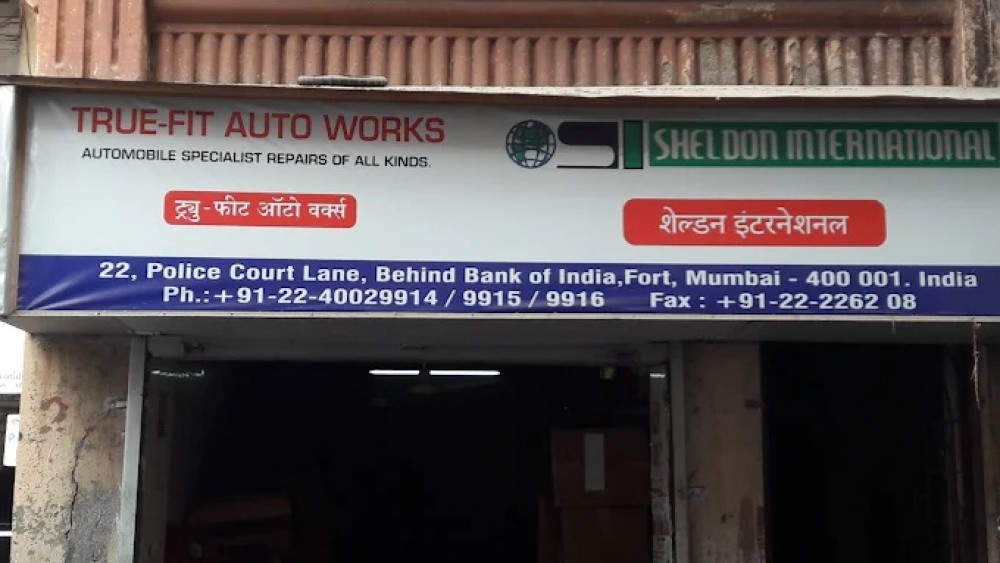 TRUE-FIT AUTO WORKS
AUTOMOBILE SPECIALIST REPAIRS OF ALL KINDS.
ट्रयु - फीट ऑटो वर्क्स
SI SHELDON INTERNATIONAL
शेल्डन इंटरनेशनल
22, Police Court Lane, Behind Bank of India,Fort, Mumbai - 400 001. India
Ph.:+91-22-40029914 / 9915 / 9916 Fax : +91-22-2262 08